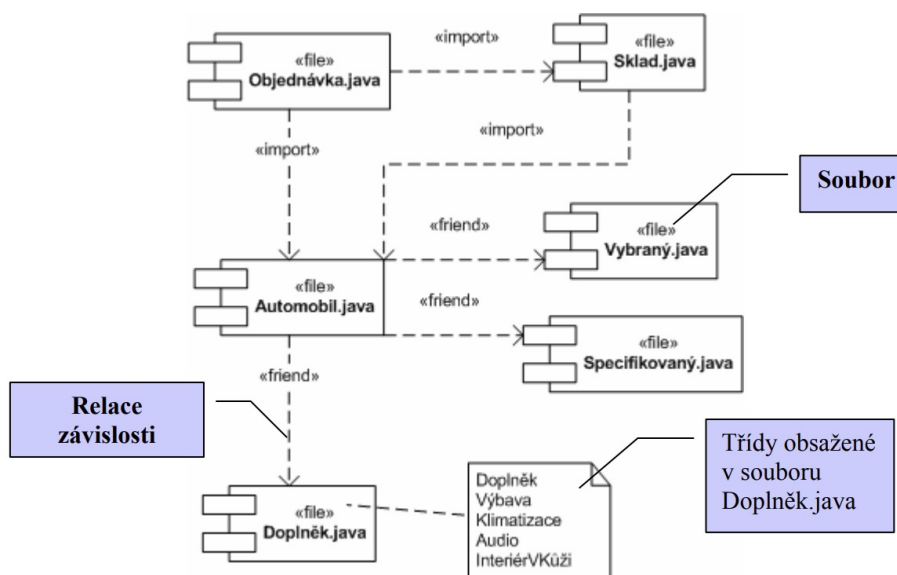 «file»
Objednávka.java
«import»
«file»
Sklad.java
«import»
«import»
Soubor
«friend»
«file»
Vybraný.java
«file»
Automobil.java
«friend»
«file»
Specifikovaný.java
«friend»
Relace
závislosti
Třídy obsažené
v souboru
Doplněk.java
«file»
Doplněk.java
Doplněk
Výbava
Klimatizace
Audio
InteriérVKůži